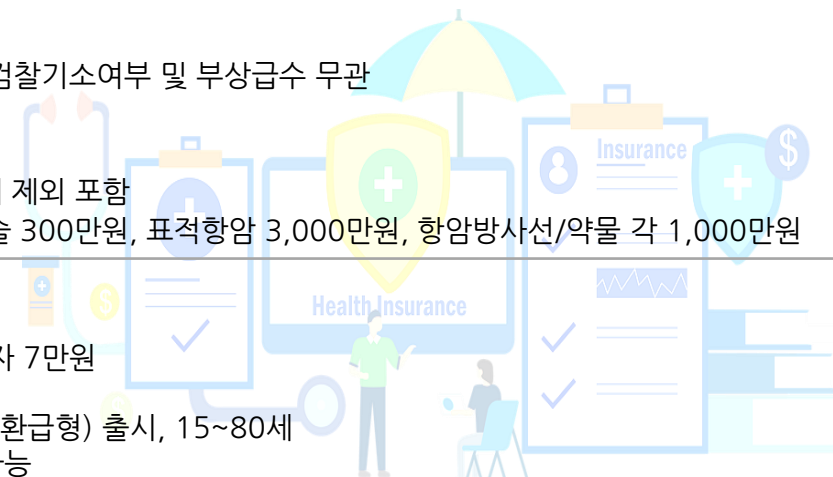 검찰기소여부 및 부상급수 무관
제외 포함
300만원, 표적항암 3,000만원, 항암방사선/약물 각 1,000만원
7만원
환급형) 출시, 15~80세
Insurance
Health Insurance